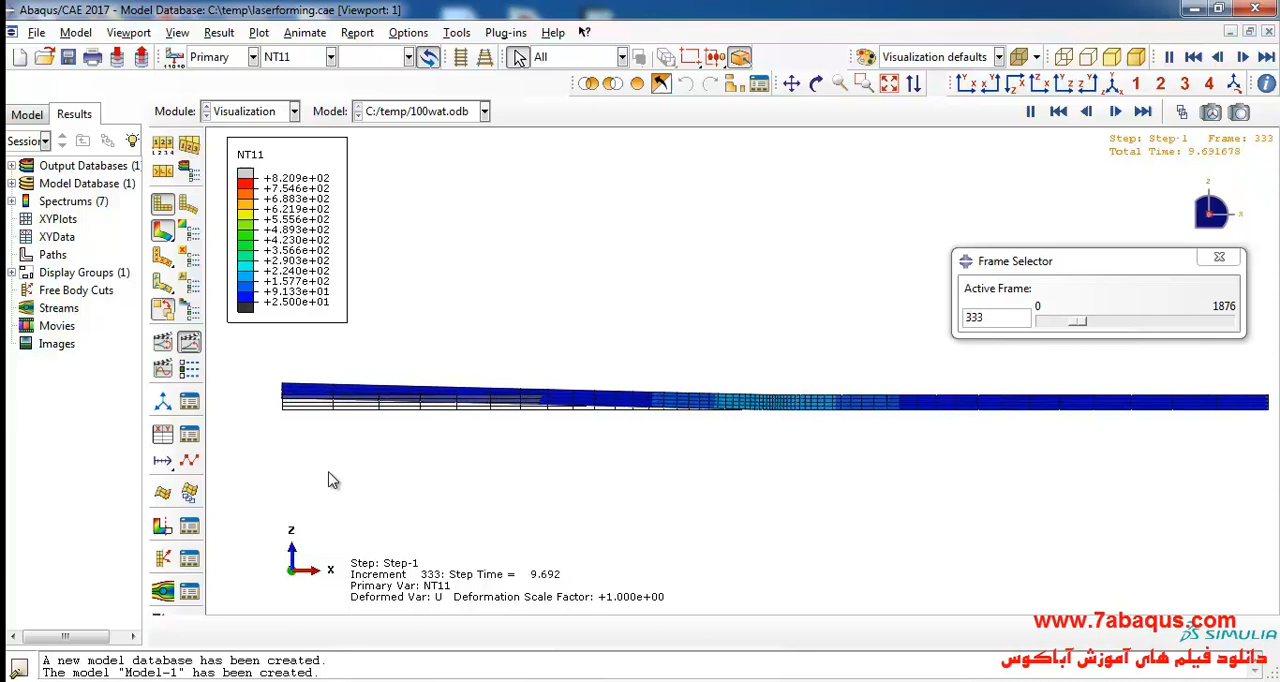 Abaqus/CAE 2017 - Model Database: C:\temp\laserforming.cae [Viewport: 1]
File Model Viewport View Result Plot Animate Report Options Tools Plug-ins Help
Primary NT11 All Visualization defaults
1 2 3 4
Model Results Module: Visualization Model: C:/temp/100wat.odb
Session
Output Databases (1
Model Database (1)
Spectrums (7)
XYPlots
XYData
Paths
Display Groups (1)
Free Body Cuts
Streams
Movies
Images
NT11
+8.209e+02
+7.546e+02
+6.883e+02
+6.219e+02
+5.556e+02
+4.893e+02
+4.230e+02
+3.566e+02
+2.903e+02
+2.240e+02
+1.577e+02
+9.133e+01
+2.500e+01
Step: Step-1 Frame: 333
Total Time: 9.691678
Z
X
Frame Selector
Active Frame:
0 1876
333
Z
X
Step: Step-1
Increment 333: Step Time = 9.692
Primary Var: NT11
Deformed Var: U Deformation Scale Factor: +1.000e+00
www.7abaqus.com
SIMULIA
دانلود فیلم های آموزش آباکوس
A new model database has been created.
The model "Model-1" has been created.